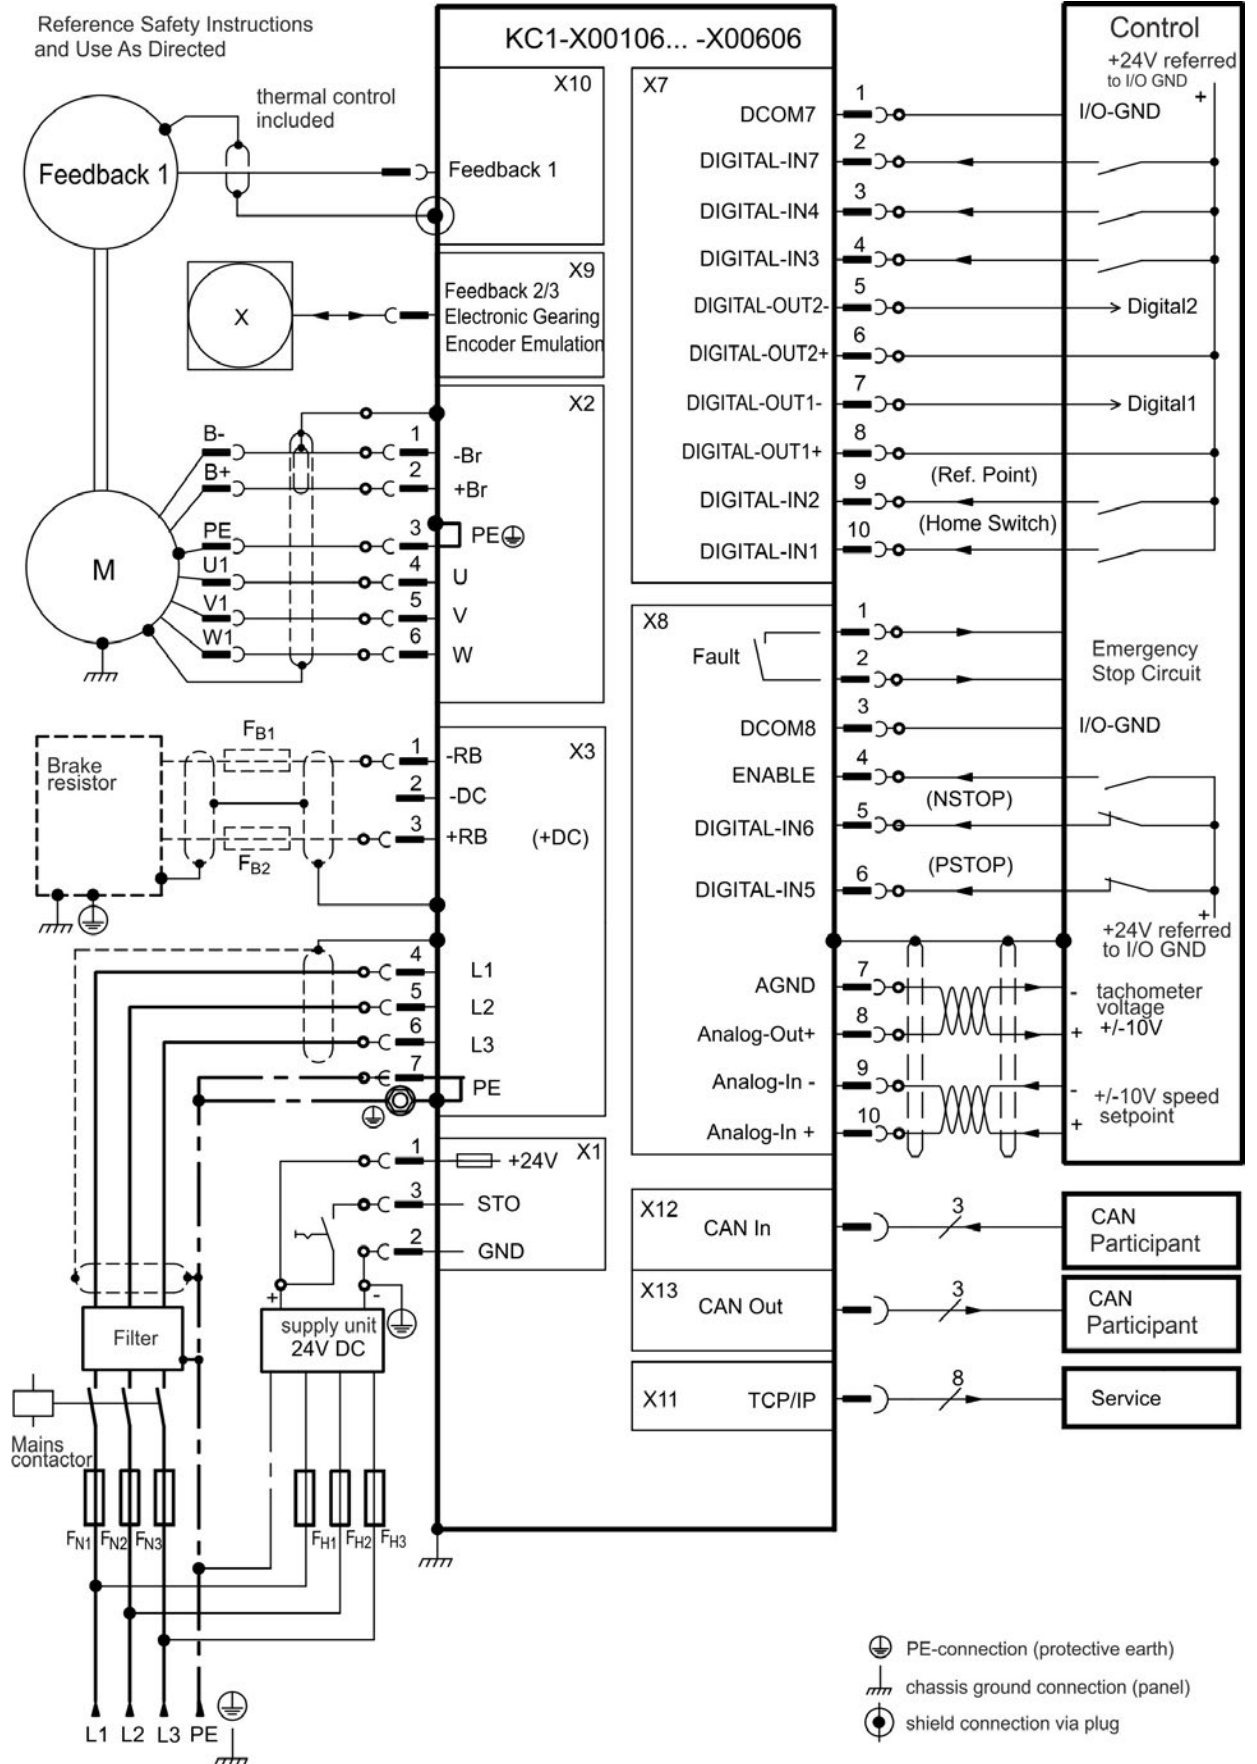 Reference Safety Instructions
and Use As Directed
KC1-X00106... -X00606
Control
+24V referred
to I/O GND
+
thermal control
included
Feedback 1
X10
Feedback 1
X9
Feedback 2/3
Electronic Gearing
Encoder Emulation
X
X2
B-
1
-Br
B+
2
+Br
PE
3
PE
U1
4
U
V1
5
V
W1
6
W
M
X3
Brake
resistor
FB1
1
-RB
2
-DC
3
+RB
(+DC)
FB2
4
L1
5
L2
6
L3
7
PE
X1
1
+24V
3
STO
2
GND
+
-
supply unit
24V DC
Filter
Mains
contactor
FN1
FN2
FN3
FH1
FH2
FH3
L1
L2
L3
PE
X7
DCOM7
1
I/O-GND
DIGITAL-IN7
2
DIGITAL-IN4
3
DIGITAL-IN3
4
DIGITAL-OUT2-
5
Digital2
DIGITAL-OUT2+
6
DIGITAL-OUT1-
7
Digital1
DIGITAL-OUT1+
8
DIGITAL-IN2
9
(Ref. Point)
DIGITAL-IN1
10
(Home Switch)
X8
Fault
1
2
Emergency
Stop Circuit
DCOM8
3
I/O-GND
ENABLE
4
DIGITAL-IN6
5
(NSTOP)
DIGITAL-IN5
6
(PSTOP)
+
+24V referred
to I/O GND
AGND
7
-
tachometer
voltage
Analog-Out+
8
+
+/-10V
Analog-In -
9
-
+/-10V speed
setpoint
Analog-In +
10
+
X12
CAN In
3
CAN
Participant
X13
CAN Out
3
CAN
Participant
X11
TCP/IP
8
Service
PE-connection (protective earth)
chassis ground connection (panel)
shield connection via plug